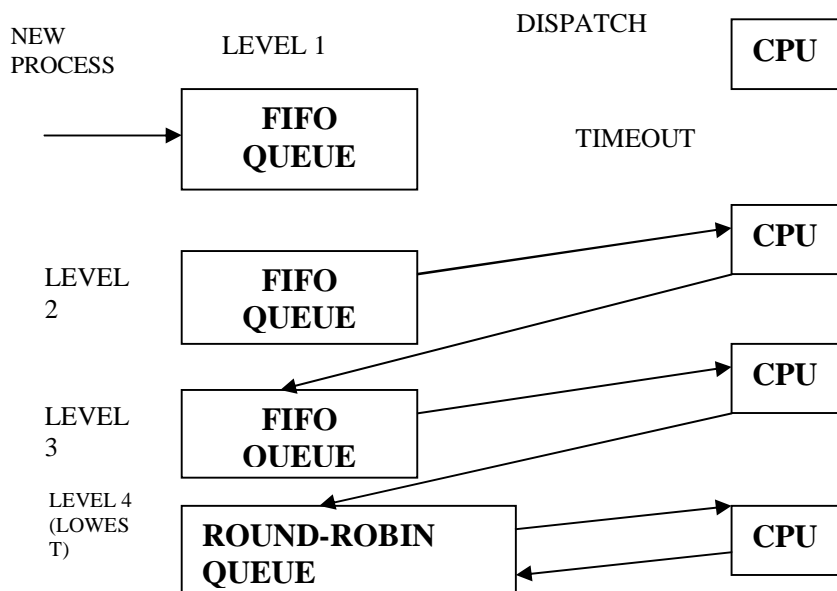 NEW
PROCESS
LEVEL 1
DISPATCH
CPU
FIFO
QUEUE
TIMEOUT
LEVEL
2
FIFO
QUEUE
CPU
LEVEL
3
FIFO
QUEUE
CPU
LEVEL 4
(LOWES
T)
ROUND-ROBIN
QUEUE
CPU